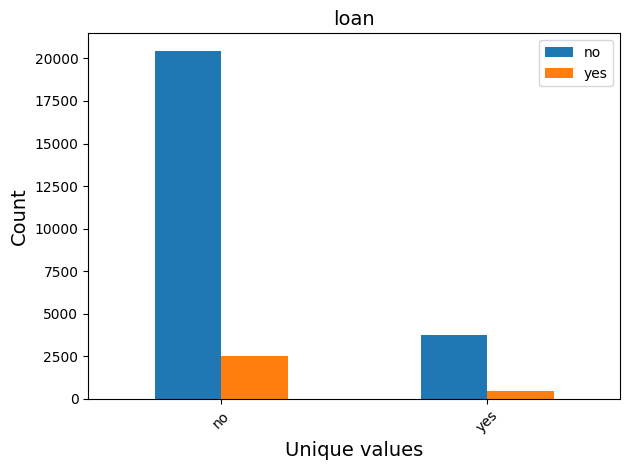 loan
no
yes
20000
17500
15000
12500
10000
7500
5000
2500
0
Count
no
yes
Unique values